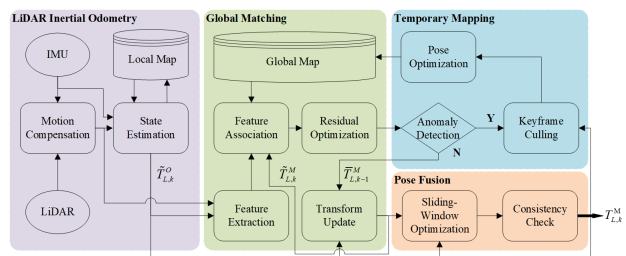 LiDAR Inertial Odometry
IMU
Local Map
Motion
Compensation
State
Estimation
LiDAR
Global Matching
Global Map
Feature
Association
Residual
Optimization
Feature
Extraction
Transform
Update
Temporary Mapping
Pose
Optimization
Anomaly
Detection
Y
N
Keyframe
Culling
Pose Fusion
Sliding-
Window
Optimization
Consistency
Check
T̃^O_{L,k}
T̃^M_{L,k}
T̄^M_{L,k−1}
T^M_{L,k}